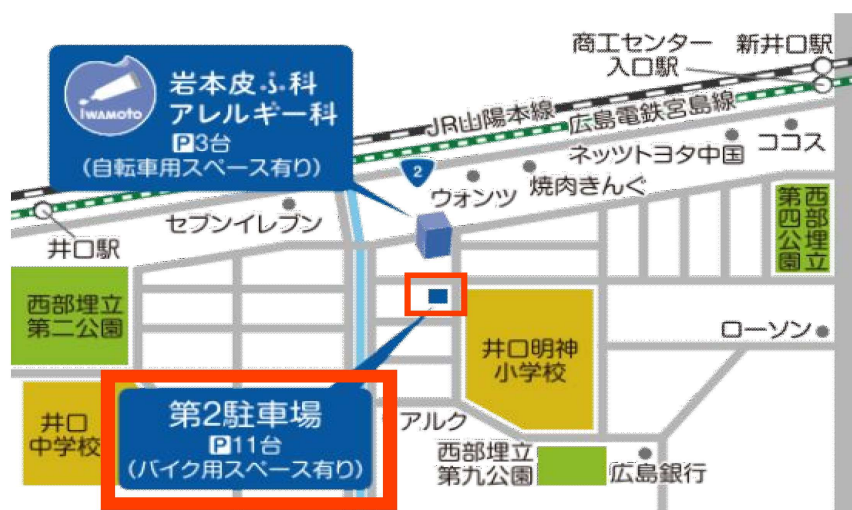 商工センター
入口駅
新井口駅
岩本皮ふ科
アレルギー科
IWAMOTO
P3台
(自転車用スペース有り)
JR山陽本線
広島電鉄宮島線
2
ネッツトヨタ中国
ココス
ウォンツ
焼肉きんぐ
西部埋立
第四公園
セブンイレブン
井口駅
西部埋立
第二公園
ローソン
井口明神
小学校
井口
中学校
第2駐車場
P11台
(バイク用スペース有り)
アルク
西部埋立
第九公園
広島銀行